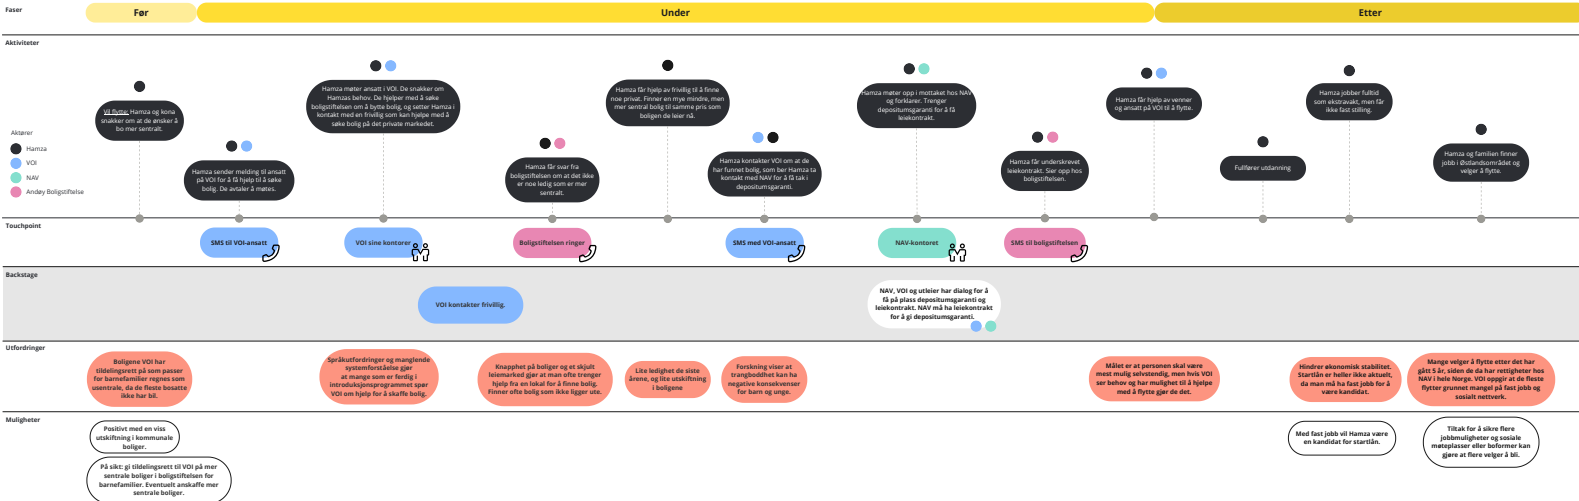 Faser
Før
Under
Etter
Aktiviteter
Aktører
Hamza
VOI
NAV
Andøy Boligstiftelse
Vil flytte: Hamza og kona
snakker om at de ønsker å
bo mer sentralt.
Hamza sender melding til ansatt
på VOI for å få hjelp til å søke
bolig. De avtaler å møtes.
Hamza møter ansatt i VOI. De snakker om
Hamzas behov. De hjelper med å søke
boligstiftelsen om å bytte bolig, og setter Hamza i
kontakt med en frivillig som kan hjelpe med å
søke bolig på det private markedet.
Hamza får svar fra
boligstiftelsen om at det ikke
er noe ledig som er mer
sentralt.
Hamza får hjelp av frivillig til å finne
noe privat. Finner en mye mindre, men
mer sentral bolig til samme pris som
boligen de leier nå.
Hamza kontakter VOI om at de
har funnet bolig, som ber Hamza ta
kontakt med NAV for å få tak i
depositumsgaranti.
Hamza møter opp i mottaket hos NAV
og forklarer. Trenger
depositumsgaranti for å få
leiekontrakt.
Hamza får underskrevet
leiekontrakt. Sier opp hos
boligstiftelsen.
Hamza får hjelp av venner
og ansatt på VOI til å flytte.
Fullfører utdanning
Hamza jobber fulltid
som ekstravakt, men får
ikke fast stilling.
Hamza og familien finner
jobb i Østlandsområdet og
velger å flytte.
Touchpoint
SMS til VOI-ansatt
VOI sine kontorer
Boligstiftelsen ringer
SMS med VOI-ansatt
NAV-kontoret
SMS til boligstiftelsen
Backstage
VOI kontakter frivillig.
NAV, VOI og utleier har dialog for å
få på plass depositumsgaranti og
leiekontrakt. NAV må ha leiekontrakt
for å gi depositumsgaranti.
Utfordringer
Boligene VOI har
tildelingsrett på som passer
for barnefamilier regnes som
usentrale, da de fleste bosatte
ikke har bil.
Språkutfordringer og manglende
systemforståelse gjør
at mange som er ferdig i
introduksjonsprogrammet spør
VOI om hjelp for å skaffe bolig.
Knapphet på boliger og et skjult
leiemarked gjør at man ofte trenger
hjelp fra en lokal for å finne bolig.
Finner ofte bolig som ikke ligger ute.
Lite ledighet de siste
årene, og lite utskiftning
i boligene
Forskning viser at
trangboddhet kan ha
negative konsekvenser
for barn og unge.
Målet er at personen skal være
mest mulig selvstendig, men hvis VOI
ser behov og har mulighet til å hjelpe
med å flytte gjør de det.
Hindrer økonomisk stabilitet.
Startlån er heller ikke aktuelt,
da man må ha fast jobb for å
være kandidat.
Mange velger å flytte etter det har
gått 5 år, siden de da har rettigheter hos
NAV i hele Norge. VOI oppgir at de fleste
flytter grunnet mangel på fast jobb og
sosialt nettverk.
Muligheter
Positivt med en viss
utskiftning i kommunale
boliger.
På sikt: gi tildelingsrett til VOI på mer
sentrale boliger i boligstiftelsen for
barnefamilier. Eventuelt anskaffe mer
sentrale boliger.
Med fast jobb vil Hamza være
en kandidat for startlån.
Tiltak for å sikre flere
jobbmuligheter og sosiale
møteplasser eller boformer kan
gjøre at flere velger å bli.